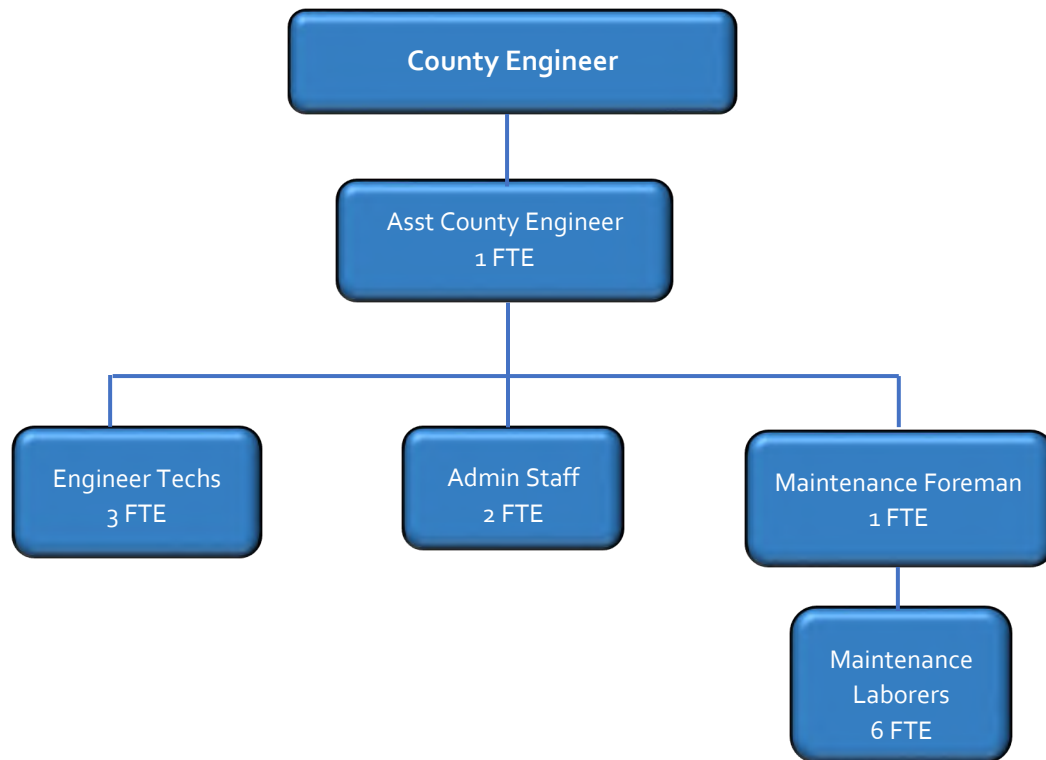 County Engineer
Asst County Engineer
1 FTE
Engineer Techs
3 FTE
Admin Staff
2 FTE
Maintenance Foreman
1 FTE
Maintenance
Laborers
6 FTE